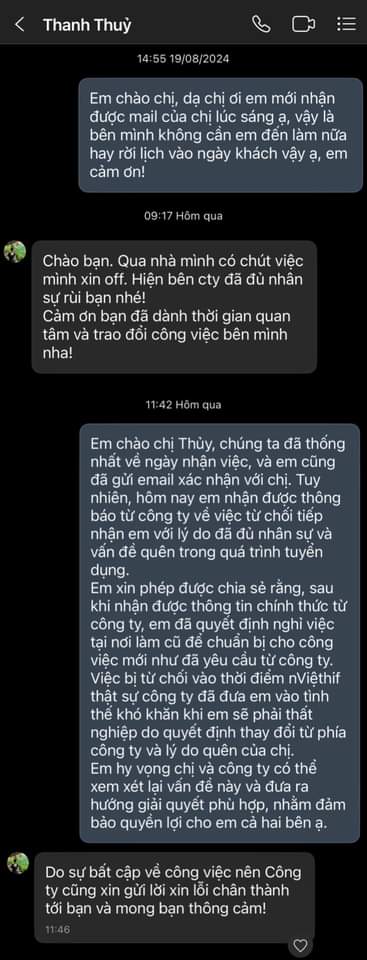 Thanh Thuỷ
14:55 19/08/2024
Em chào chị, dạ chị ơi em mới nhận
được mail của chị lúc sáng ạ, vậy là
bên mình không cần em đến làm nữa
hay rời lịch vào ngày khách vậy ạ, em
cảm ơn!
09:17 Hôm qua
Chào bạn. Qua nhà mình có chút việc
mình xin off. Hiện bên cty đã đủ nhân
sự rùi bạn nhé!
Cảm ơn bạn đã dành thời gian quan
tâm và trao đổi công việc bên mình
nha!
11:42 Hôm qua
Em chào chị Thủy, chúng ta đã thống
nhất về ngày nhận việc, và em cũng
đã gửi email xác nhận với chị. Tuy
nhiên, hôm nay em nhận được thông
báo từ công ty về việc từ chối tiếp
nhận em với lý do đã đủ nhân sự và
vấn đề quên trong quá trình tuyển
dụng.
Em xin phép được chia sẻ rằng, sau
khi nhận được thông tin chính thức từ
công ty, em đã quyết định nghỉ việc
tại nơi làm cũ để chuẩn bị cho công
việc mới như đã yêu cầu từ công ty.
Việc bị từ chối vào thời điểm nViệthif
thật sự công ty đã đưa em vào tình
thế khó khăn khi em sẽ phải thất
nghiệp do quyết định thay đổi từ phía
công ty và lý do quên của chị.
Em hy vọng chị và công ty có thể
xem xét lại vấn đề này và đưa ra
hướng giải quyết phù hợp, nhằm đảm
bảo quyền lợi cho em cả hai bên ạ.
Do sự bất cập về công việc nên Công
ty cũng xin gửi lời xin lỗi chân thành
tới bạn và mong bạn thông cảm!
11:46